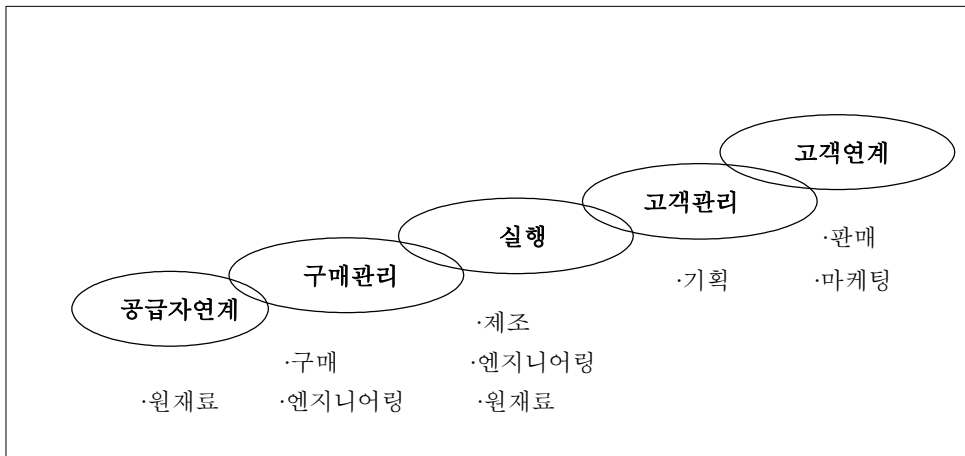 공급자연계
·원재료
구매관리
·구매
·엔지니어링
실행
·제조
·엔지니어링
·원재료
고객관리
·기획
고객연계
·판매
·마케팅